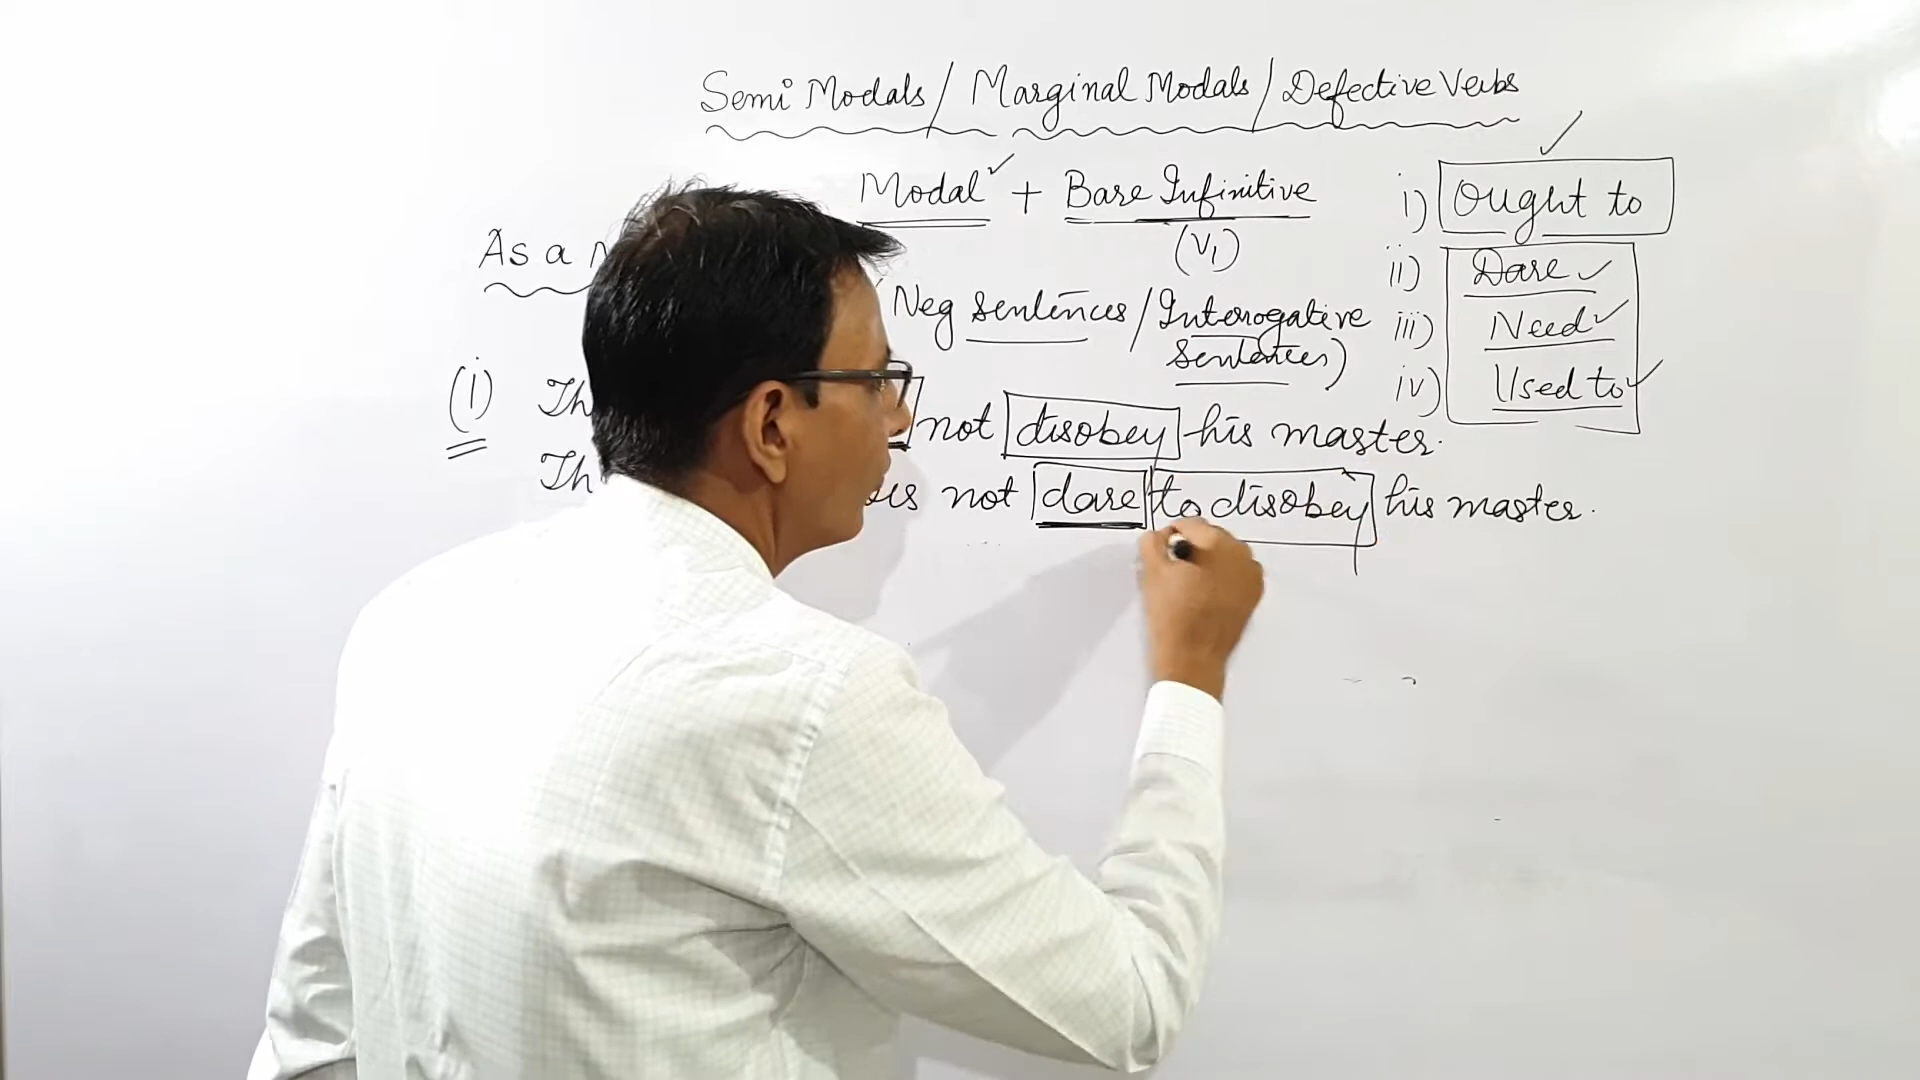 Semi Modals / Marginal Modals / Defective Verbs
Modal ✓ + Bare Infinitive
(V1)
As a
Neg sentences / Interrogative
sentences)
i) Ought to ✓
ii) Dare ✓
iii) Need ✓
iv) Used to ✓
(i) Th not disobey his master.
Th not dare to disobey his master.